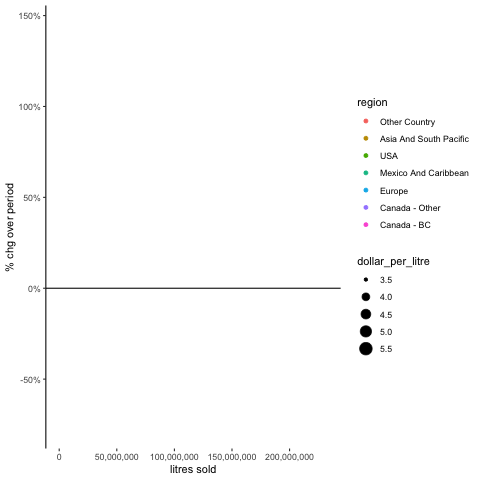 150%
100%
50%
0%
-50%
% chg over period
0
50,000,000
100,000,000
150,000,000
200,000,000
litres sold
region
Other Country
Asia And South Pacific
USA
Mexico And Caribbean
Europe
Canada - Other
Canada - BC
dollar_per_litre
3.5
4.0
4.5
5.0
5.5